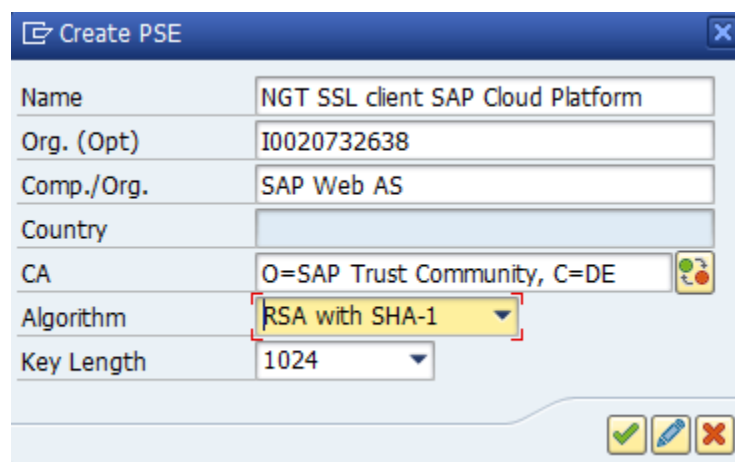 Create PSE
Name NGT SSL client SAP Cloud Platform
Org. (Opt) I0020732638
Comp./Org. SAP Web AS
Country
CA O=SAP Trust Community, C=DE
Algorithm RSA with SHA-1
Key Length 1024